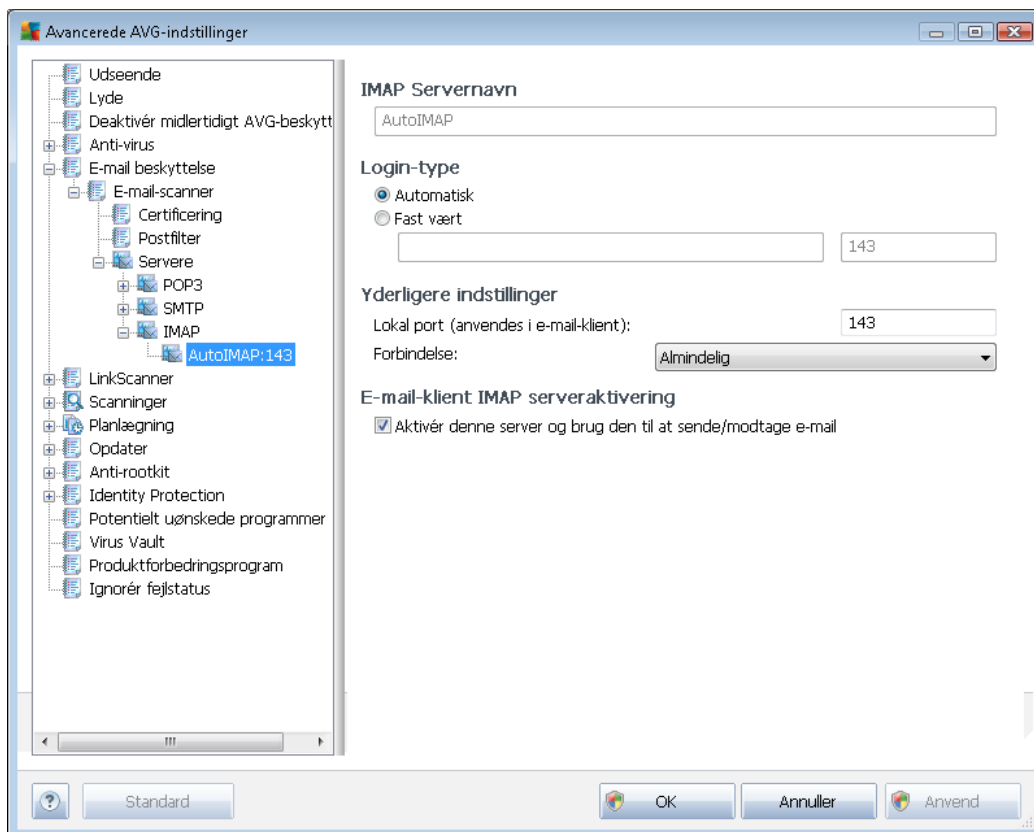 Avancerede AVG-indstillinger
Udseende
Lyde
Deaktivér midlertidigt AVG-beskytt
Anti-virus
E-mail beskyttelse
E-mail-scanner
Certificering
Postfilter
Servere
POP3
SMTP
IMAP
AutoIMAP:143
LinkScanner
Scanninger
Planlægning
Opdater
Anti-rootkit
Identity Protection
Potentielt uønskede programmer
Virus Vault
Produktforbedringsprogram
Ignorér fejlstatus
IMAP Servernavn
AutoIMAP
Login-type
Automatisk
Fast vært
143
Yderligere indstillinger
Lokal port (anvendes i e-mail-klient): 143
Forbindelse: Almindelig
E-mail-klient IMAP serveraktivering
Aktivér denne server og brug den til at sende/modtage e-mail
? Standard OK Annuller Anvend